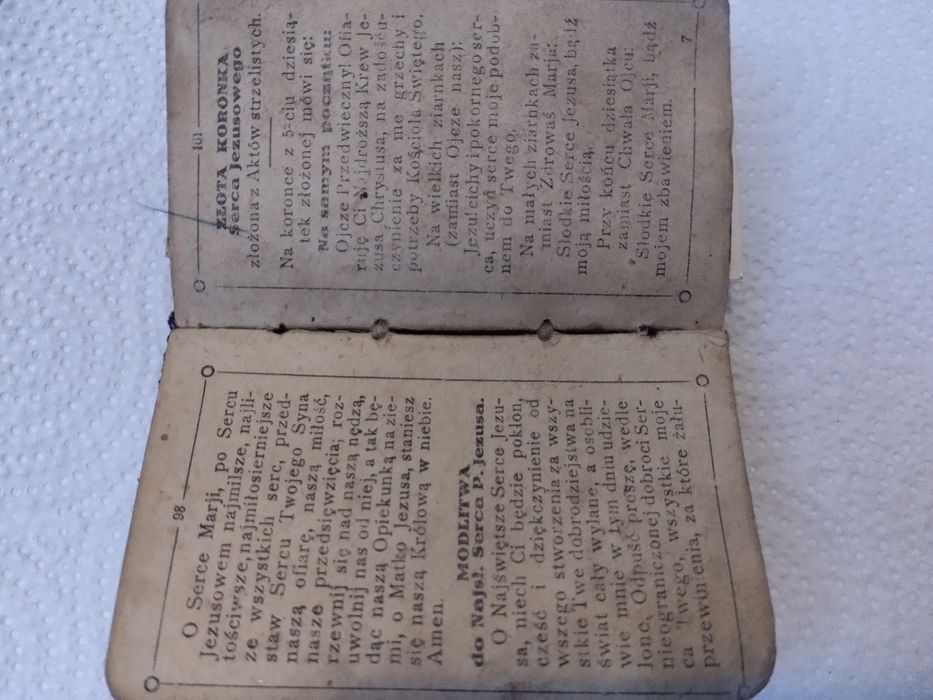 98
O Serce Marji, po Sercu
Jezusowem najmilsze, najli-
tościwsze, najmiłosierniejsze
ze wszystkich serc, przed-
staw Sercu Twojego Syna
naszą ofiarę, naszą miłość,
nasze przedsięwzięcia; roz-
rzewnij się nad naszą nędzą,
uwolnij nas od niej, a tak bę-
dąc naszą Opiekunką na zie-
mi, o Matko Jezusa, staniesz
się naszą Królową w niebie.
Amen.
MODLITWA
do Najsł. Serca P. Jezusa.
O Najświętsze Serce Jezu-
sa, niech Ci będzie pokłon,
cześć i dziękczynienie od
wszego stworzenia za wszy-
stkie Twe dobrodziejstwa na
świat cały wylane, a osobli-
wie mnie w tym dniu udzie-
lone. Odpuść proszę, wedle
nieograniczonej dobroci Ser-
ca Twego, wszystkie moje
przewinienia, za które żału-
101
ZŁOTA KORONKA
Serca Jezusowego
złożona z Aktów strzelistych.
Na koronce z 5-ciu dziesią-
tek złożonej mówi się:
Na samym początku:
Ojcze Przedwieczny! Ofia-
ruję Ci Najdroższą Krew Je-
zusa Chrystusa, na zadośću-
czynienie za me grzechy i
potrzeby Kościoła Świętego.
Na wielkich ziarnkach
(zamiast Ojcze nasz):
Jezu! cichy i pokornego ser-
ca, uczyń serce moje podob-
nem do Twego.
Na małych ziarnkach za-
miast Zdrowaś Marja:
Słodkie Serce Jezusa, bądź
moją miłością.
Przy końcu dziesiątka
zamiast Chwała Ojcu:
Słodkie Serce Marji, bądź
mojem zbawieniem.
7